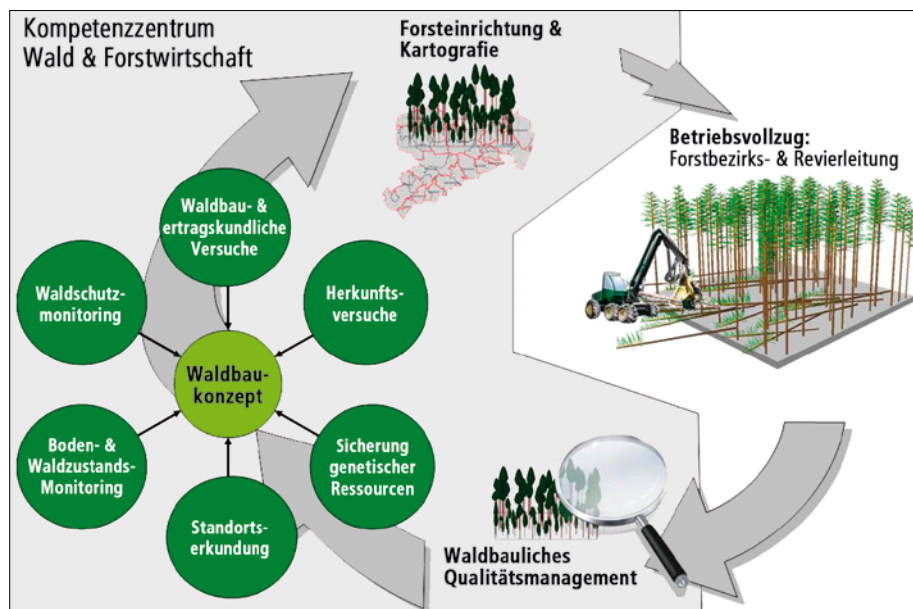 Kompetenzzentrum
Wald & Forstwirtschaft
Forsteinrichtung &
Kartografie
Betriebsvollzug:
Forstbezirks- & Revierleitung
Waldbau- &
ertragskundliche
Versuche
Waldschutz-
monitoring
Herkunfts-
versuche
Waldbau-
konzept
Boden- &
Waldzustands-
Monitoring
Sicherung
genetischer
Ressourcen
Standorts-
erkundung
Waldbauliches
Qualitätsmanagement